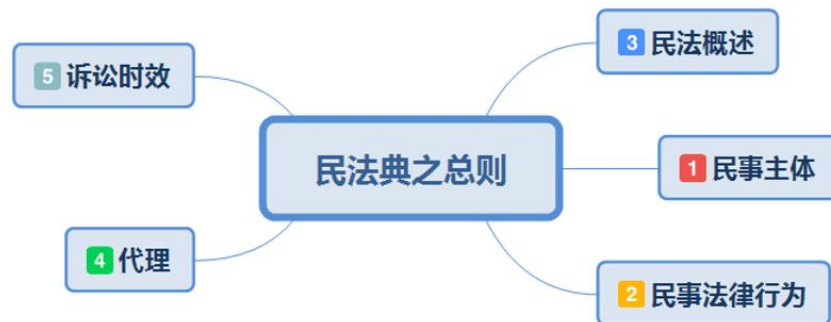 3 民法概述
5 诉讼时效
民法典之总则
1 民事主体
4 代理
2 民事法律行为